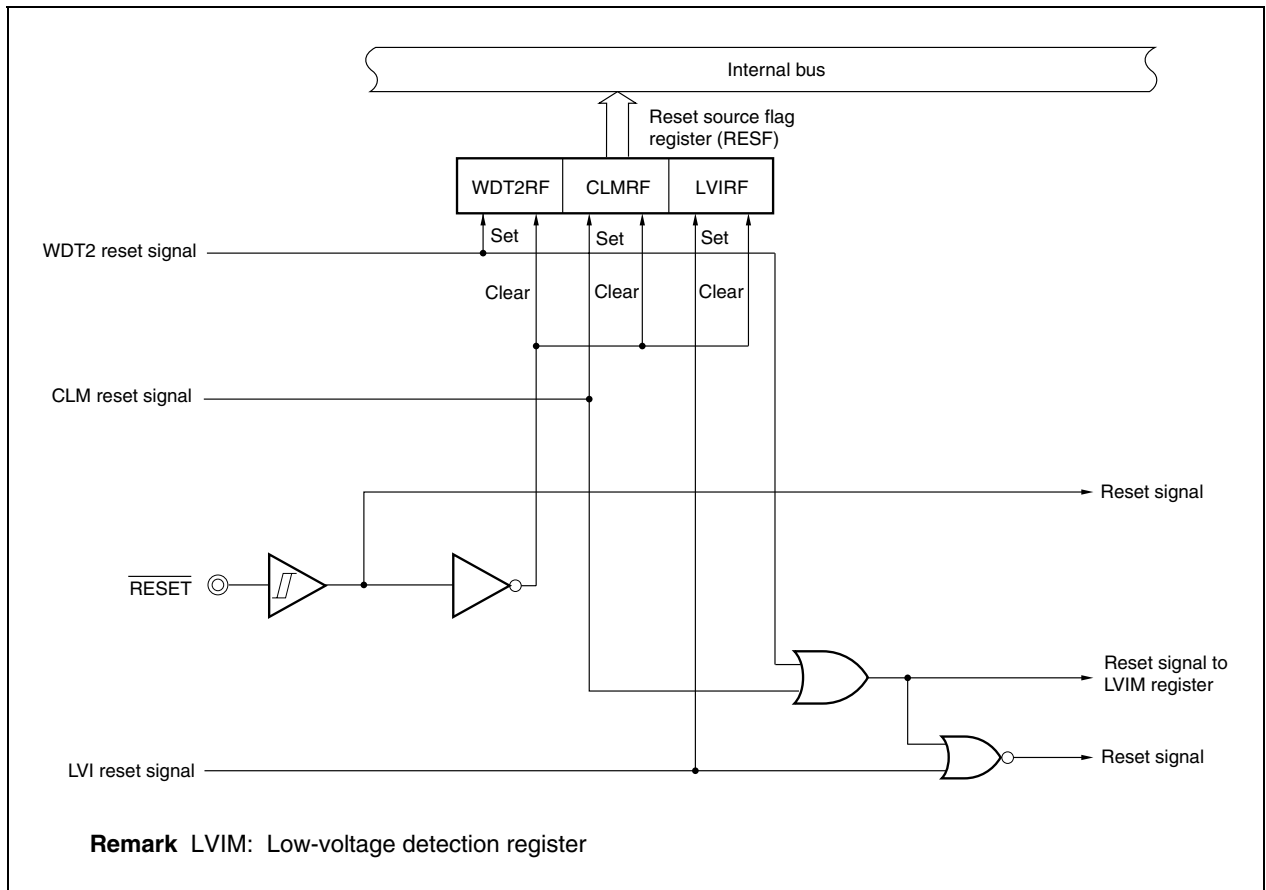 Internal bus
Reset source flag
register (RESF)
WDT2RF CLMRF LVIRF
Set Set Set
WDT2 reset signal
Clear Clear Clear
CLM reset signal
Reset signal
RESET
Reset signal to
LVIM register
Reset signal
LVI reset signal
Remark LVIM: Low-voltage detection register